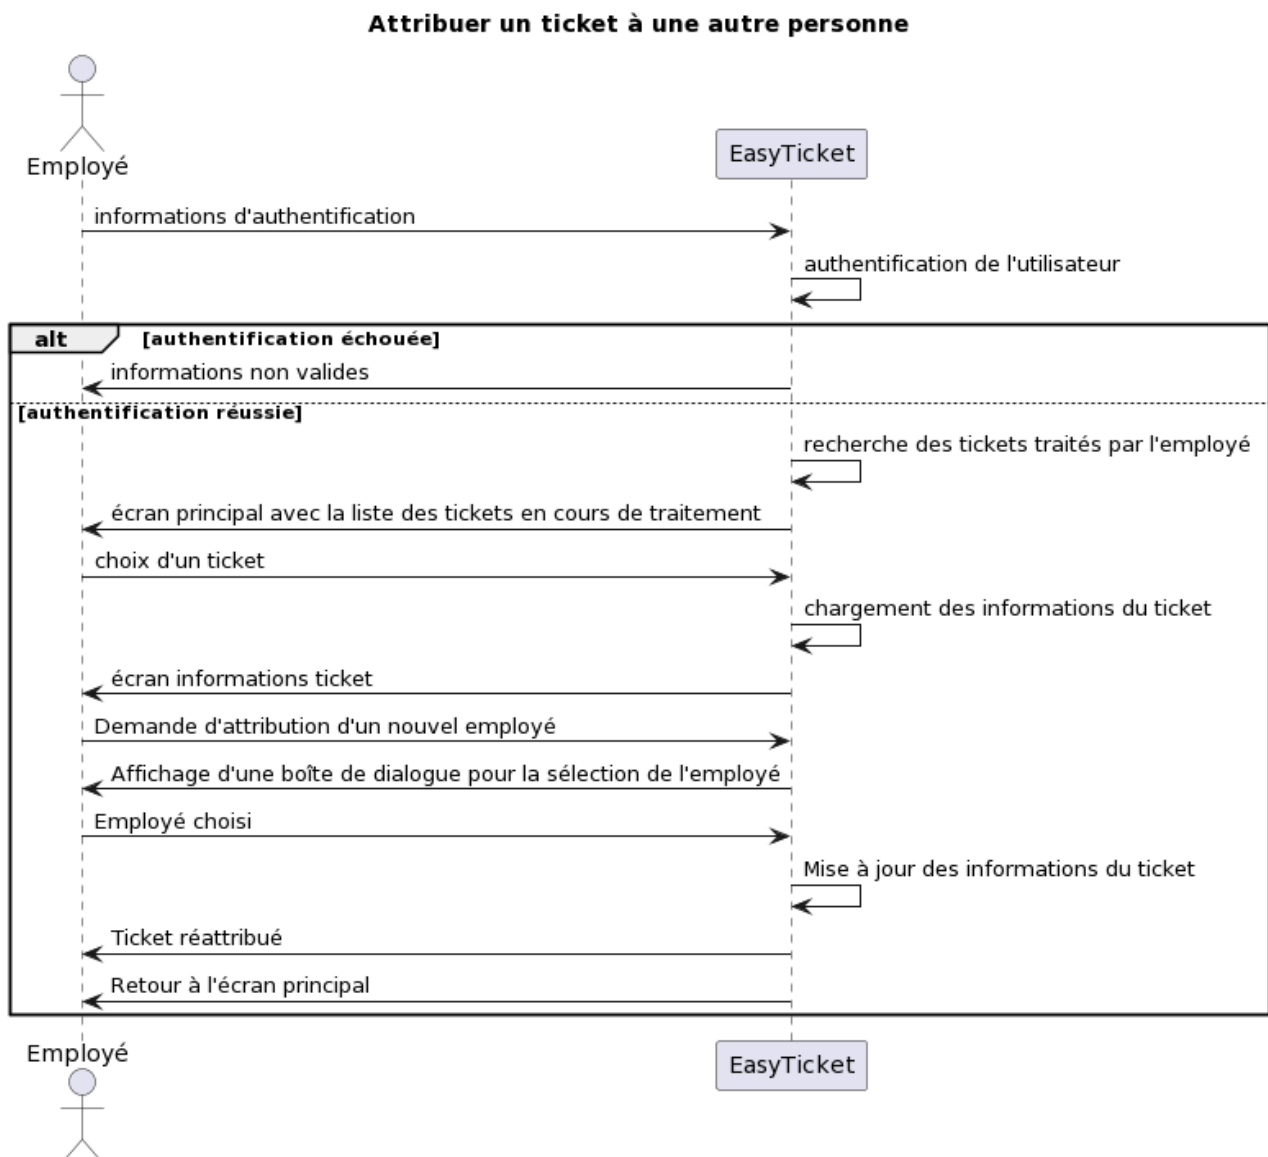 Attribuer un ticket à une autre personne
Employé
EasyTicket
informations d'authentification
authentification de l'utilisateur
alt [authentification échouée]
informations non valides
[authentification réussie]
recherche des tickets traités par l'employé
écran principal avec la liste des tickets en cours de traitement
choix d'un ticket
chargement des informations du ticket
écran informations ticket
Demande d'attribution d'un nouvel employé
Affichage d'une boîte de dialogue pour la sélection de l'employé
Employé choisi
Mise à jour des informations du ticket
Ticket réattribué
Retour à l'écran principal
Employé
EasyTicket